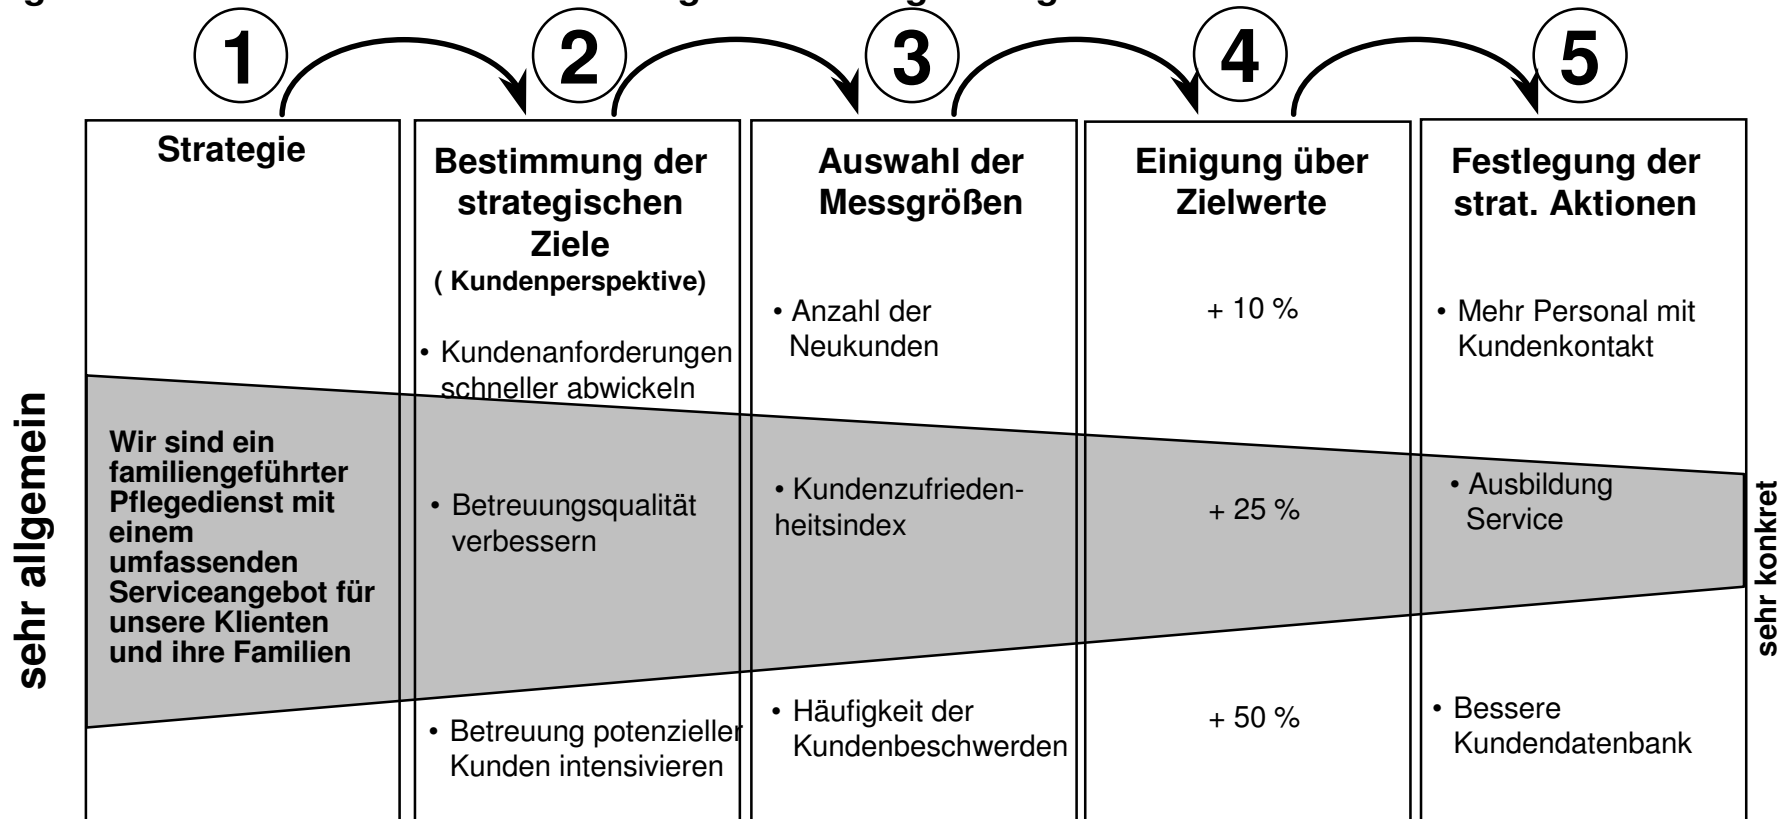 1
2
3
4
5
Strategie
Bestimmung der
strategischen
Ziele
( Kundenperspektive)
Auswahl der
Messgrößen
Einigung über
Zielwerte
Festlegung der
strat. Aktionen
sehr allgemein
Wir sind ein
familiengeführter
Pflegedienst mit
einem
umfassenden
Serviceangebot für
unsere Klienten
und ihre Familien
• Kundenanforderungen
schneller abwickeln
• Betreuungsqualität
verbessern
• Betreuung potenzieller
Kunden intensivieren
• Anzahl der
Neukunden
• Kundenzufrieden-
heitsindex
• Häufigkeit der
Kundenbeschwerden
+ 10 %
+ 25 %
+ 50 %
• Mehr Personal mit
Kundenkontakt
• Ausbildung
Service
• Bessere
Kundendatenbank
sehr konkret